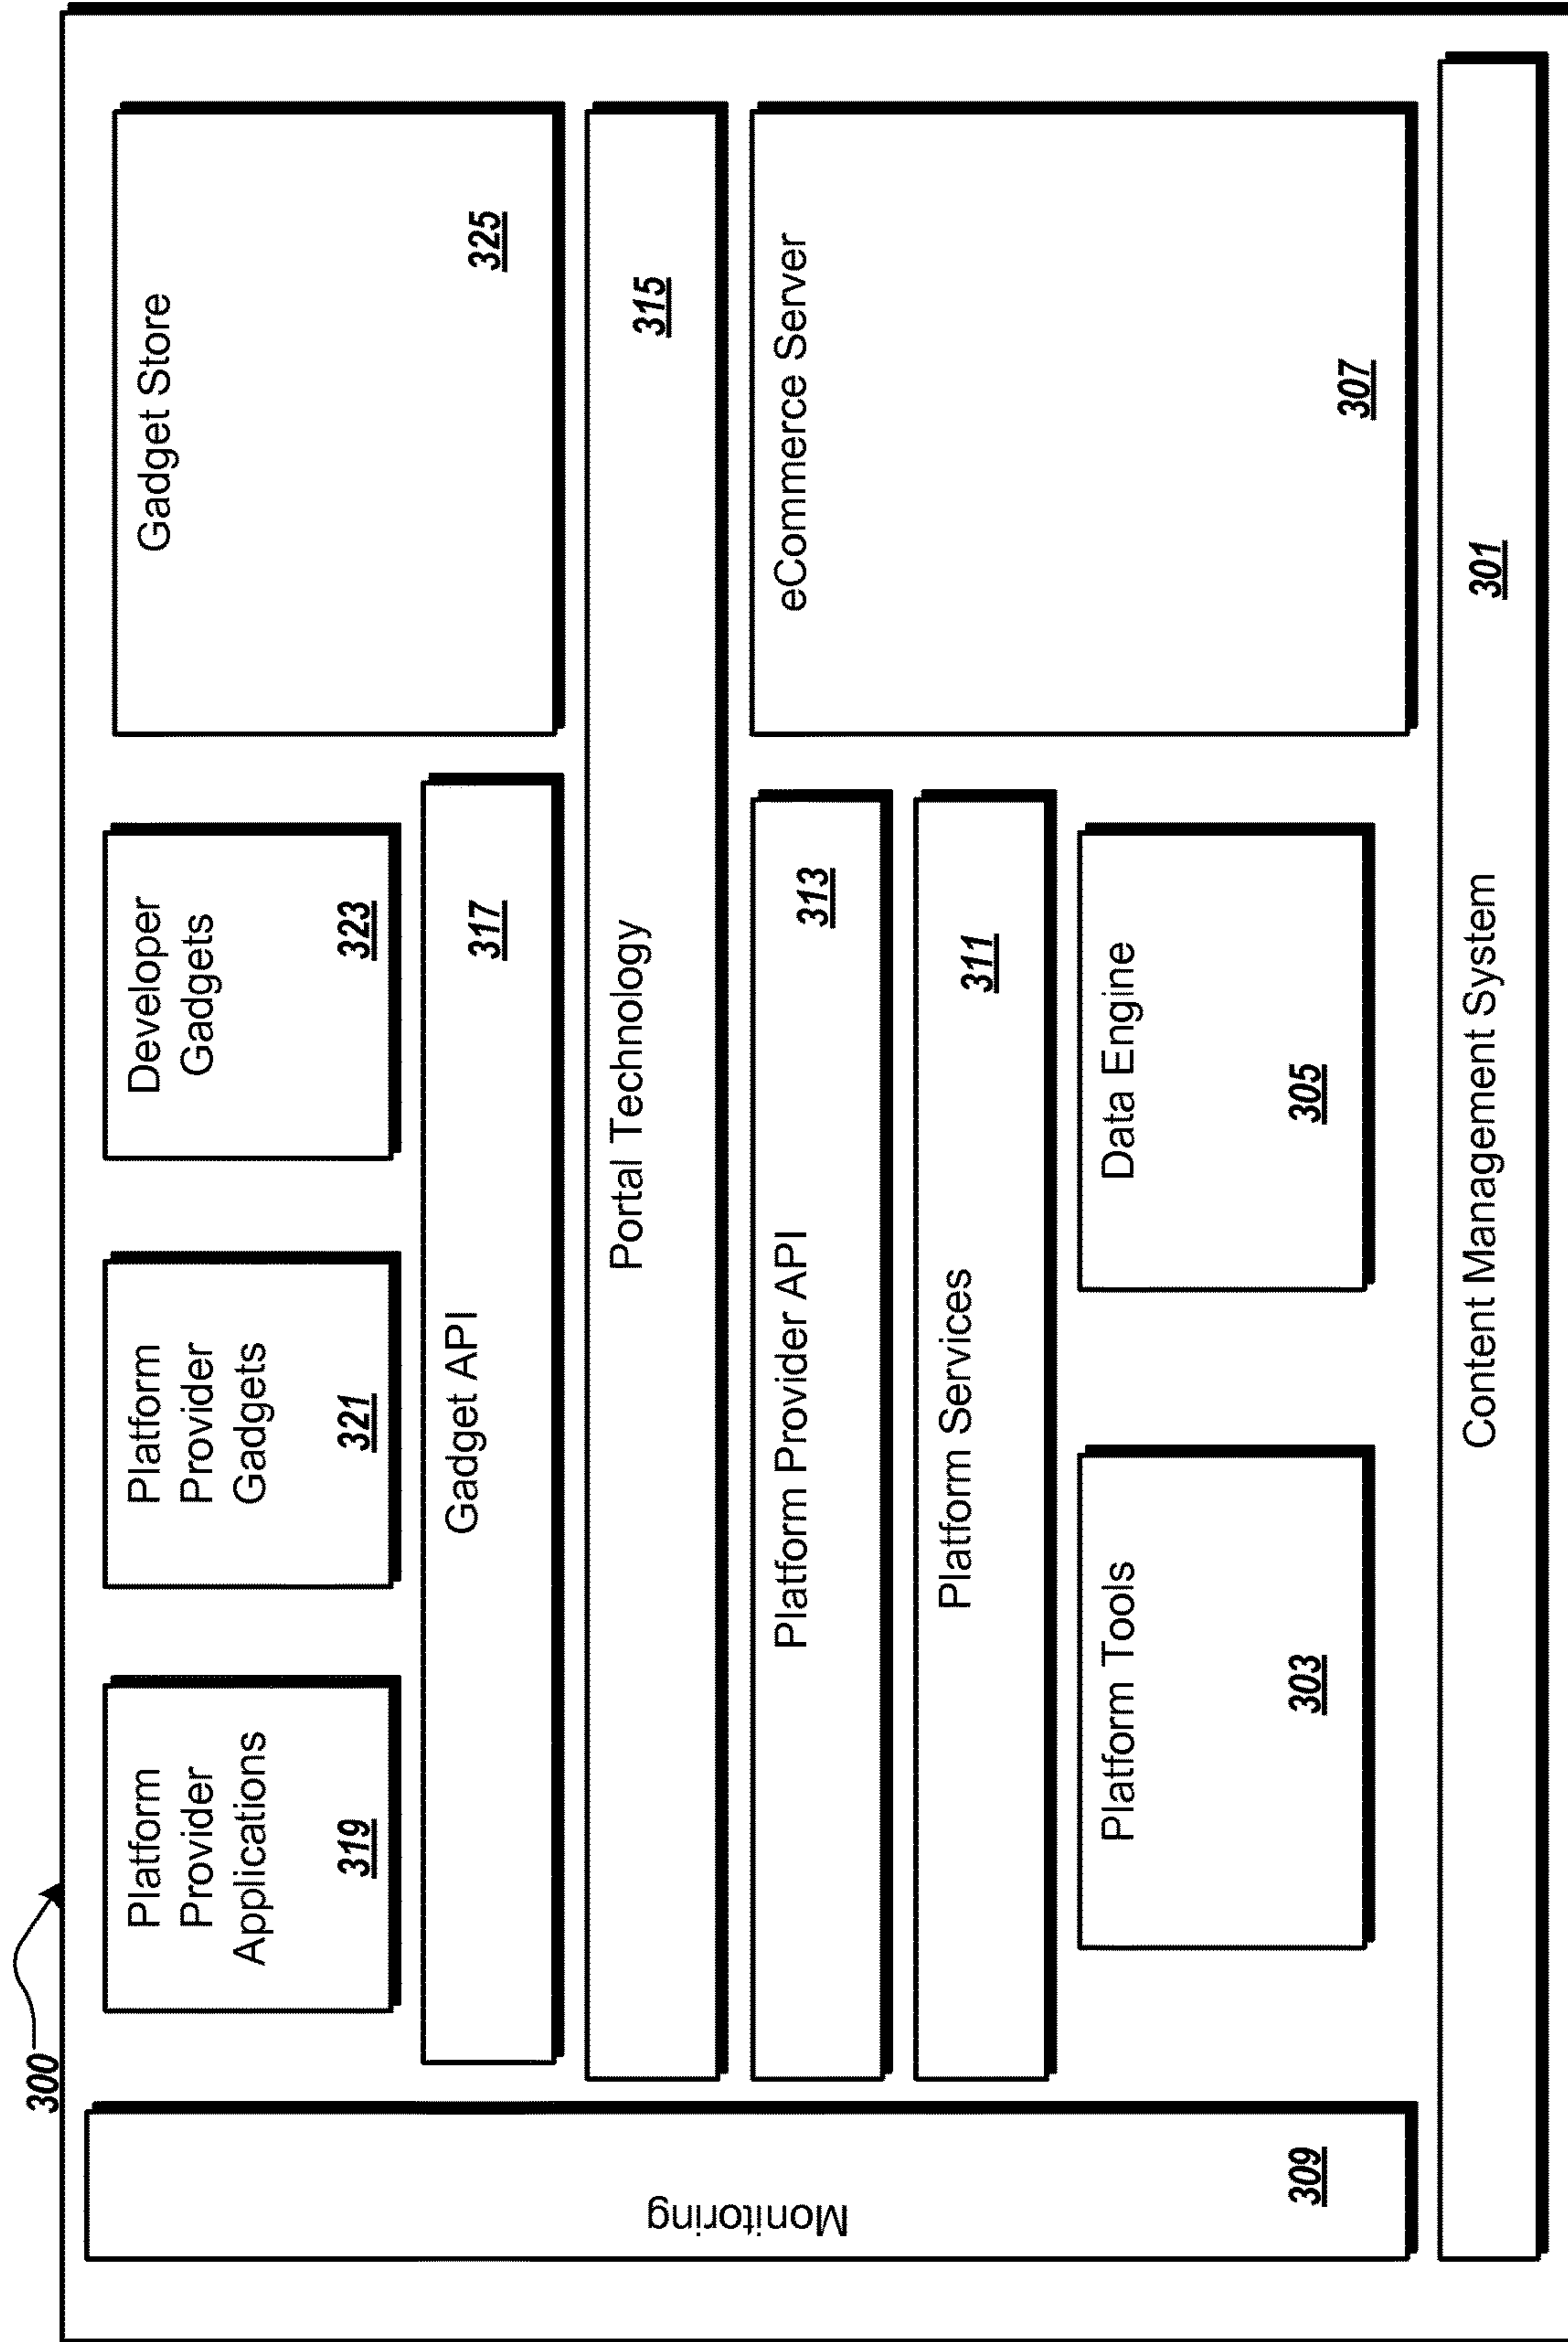 300
Platform
Provider
Applications
319
Platform
Provider
Gadgets
321
Developer
Gadgets
323
Gadget Store
325
Gadget API
317
Portal Technology
315
Platform Provider API
313
Platform Services
311
Platform Tools
303
Data Engine
305
eCommerce Server
307
Monitoring
309
Content Management System
301